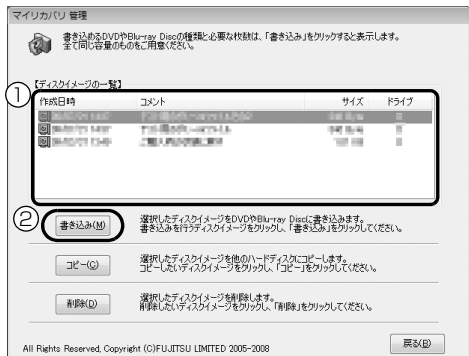 マイリカバリ 管理
書き込めるDVDやBlu-ray Discの種類と必要な枚数は、「書き込み」をクリックすると表示します。
全て同じ容量のものをご用意ください。
【ディスクイメージの一覧】
①
作成日時 コメント サイズ ドライブ
②
書き込み(M)
選択したディスクイメージをDVDやBlu-ray Discに書き込みます。
書き込みを行うディスクイメージをクリックし、「書き込み」をクリックしてください。
コピー(C)
選択したディスクイメージを他のハードディスクにコピーします。
コピーしたいディスクイメージをクリックし、「コピー」をクリックしてください。
削除(D)
選択したディスクイメージを削除します。
削除したいディスクイメージをクリックし、「削除」をクリックしてください。
All Rights Reserved, Copyright (C)FUJITSU LIMITED 2005-2008
戻る(B)